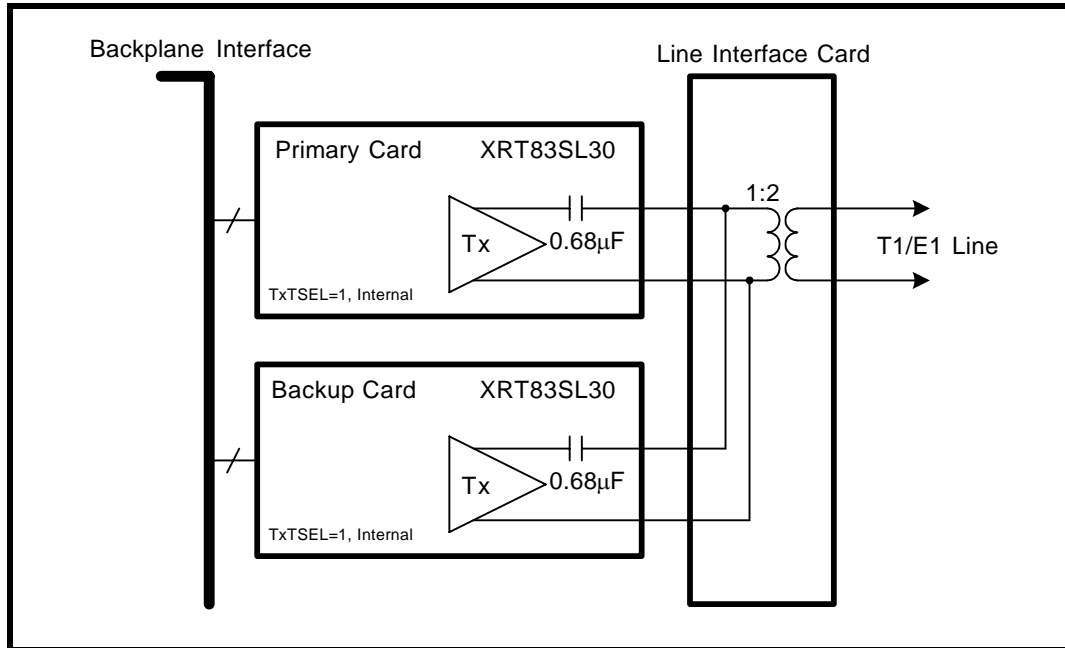 Backplane Interface
Line Interface Card
Primary Card XRT83SL30
1:2
Tx
0.68μF
T1/E1 Line
TxTSEL=1, Internal
Backup Card XRT83SL30
Tx
0.68μF
TxTSEL=1, Internal